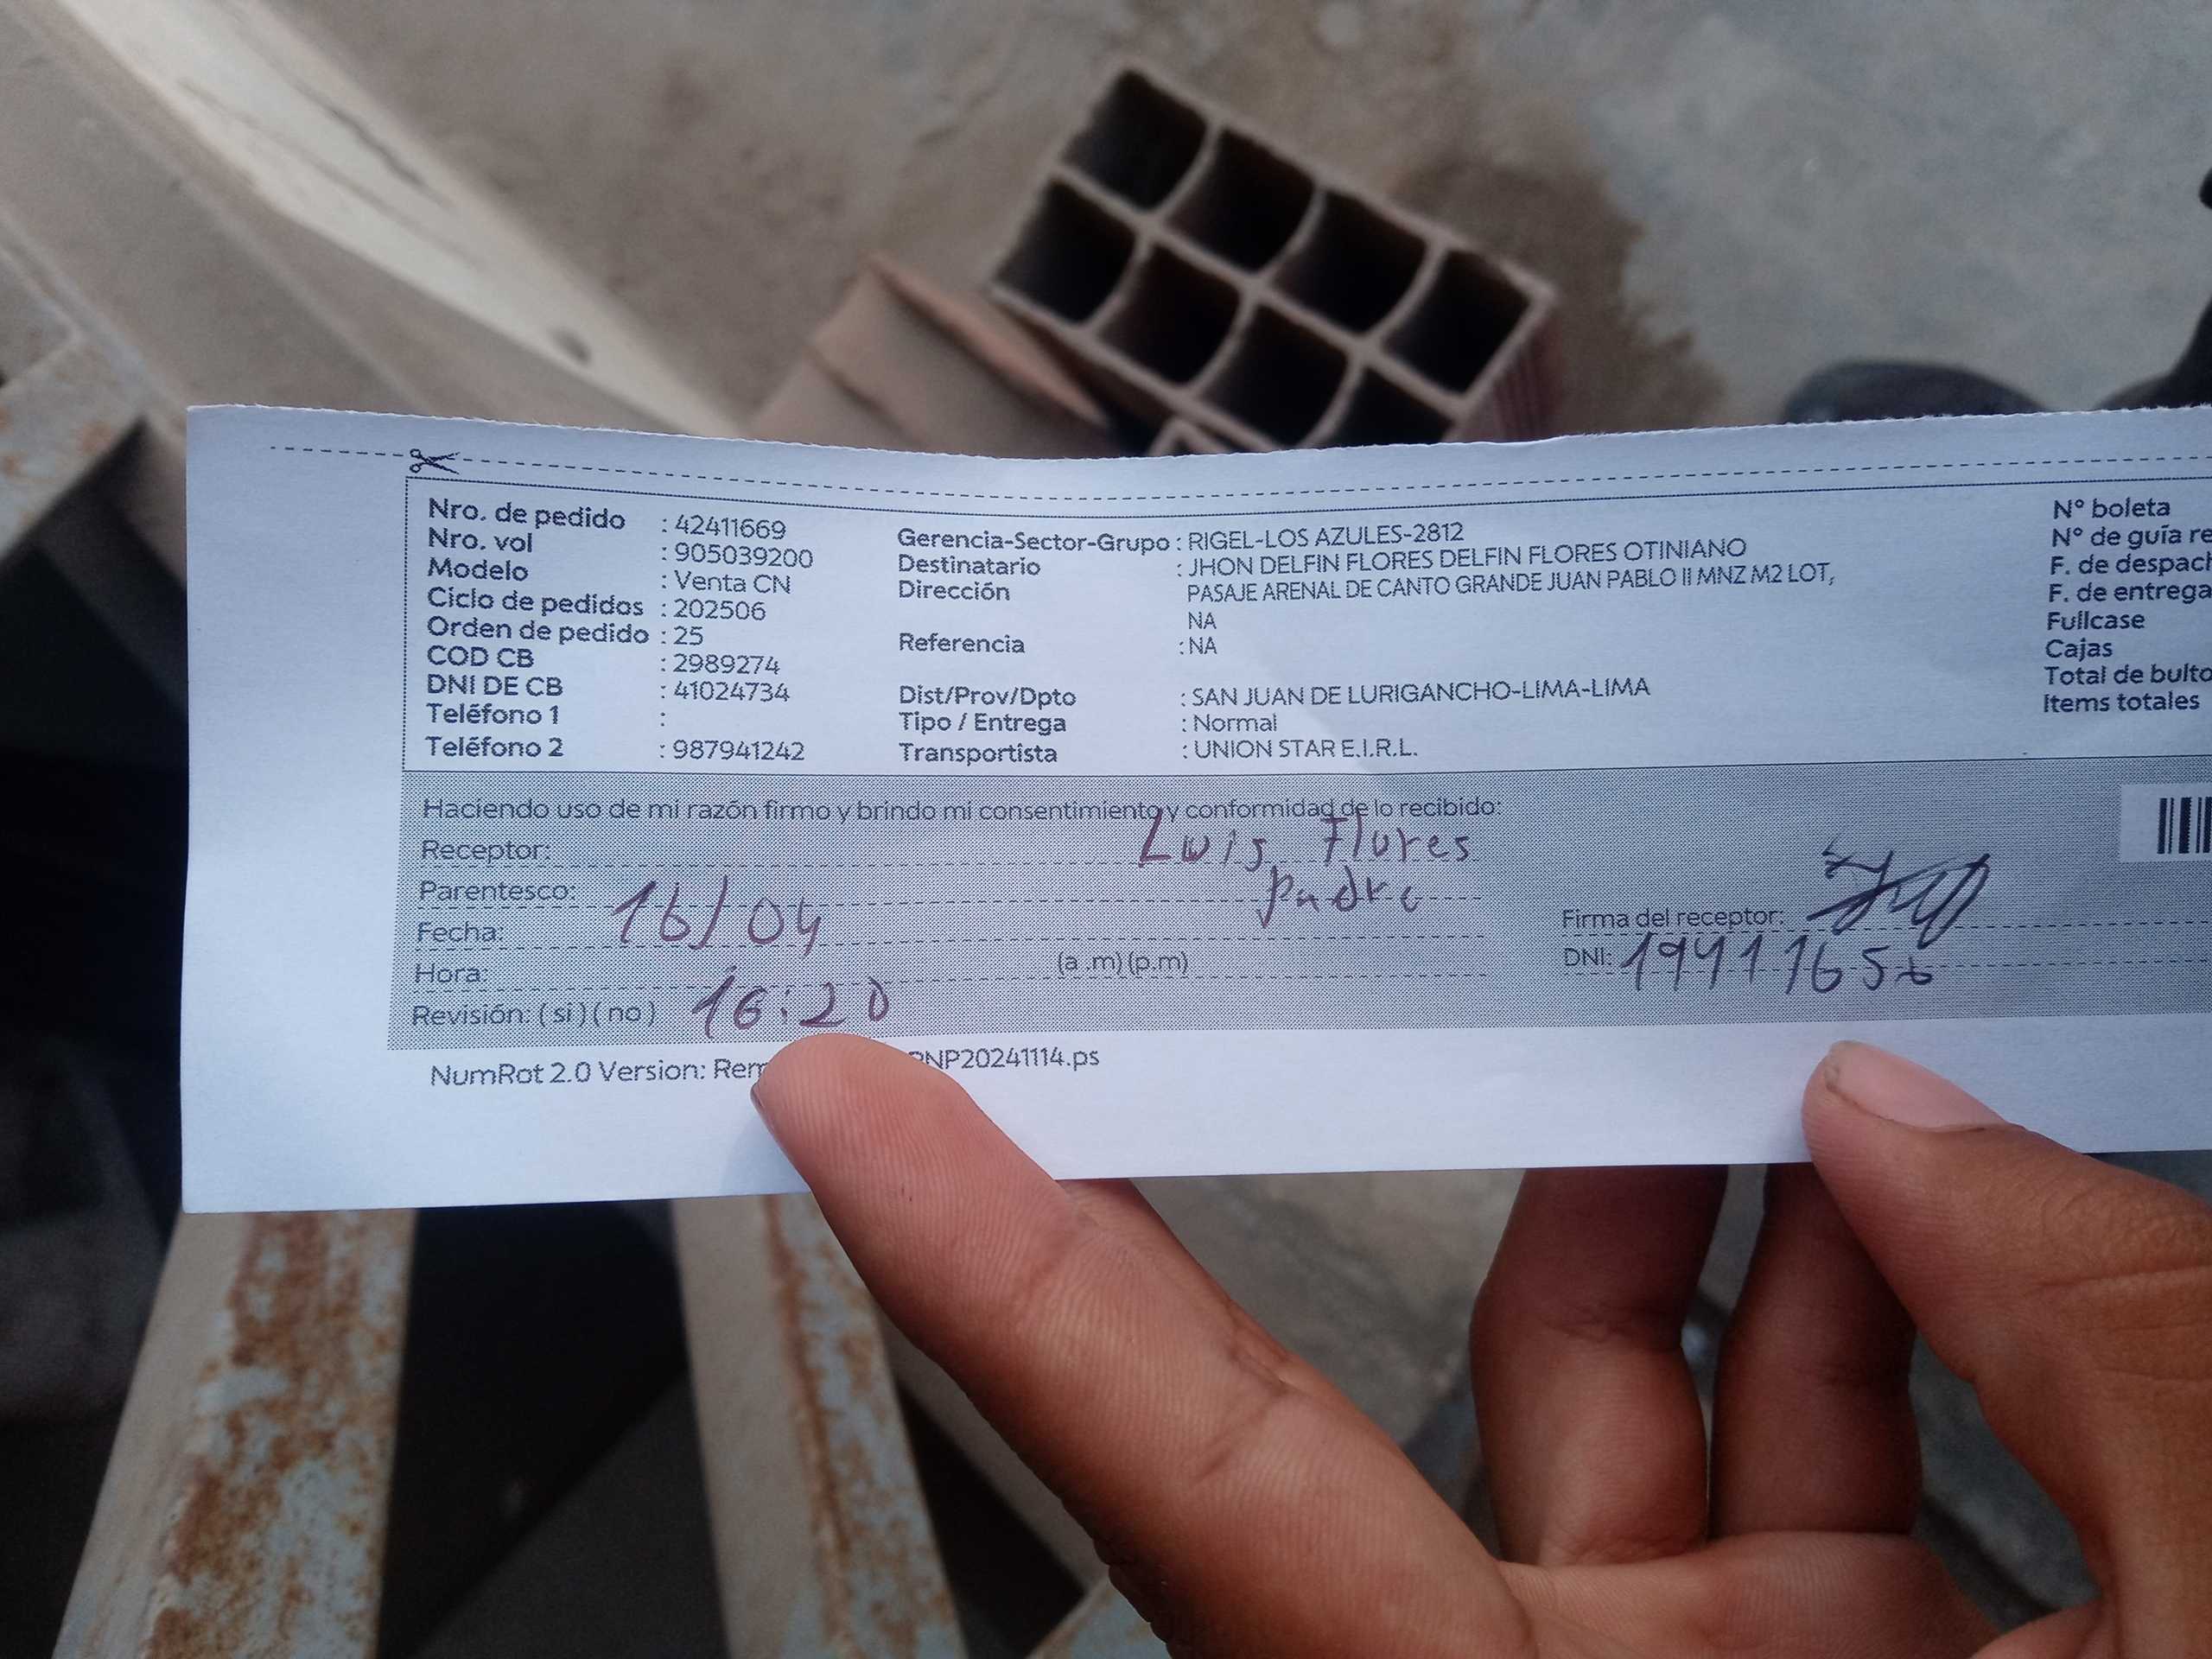 Nro. de pedido : 42411669
Nro. vol : 905039200
Modelo : Venta CN
Ciclo de pedidos : 202506
Orden de pedido : 25
COD CB : 2989274
DNI DE CB : 41024734
Teléfono 1 :
Teléfono 2 : 987941242
Gerencia-Sector-Grupo : RIGEL-LOS AZULES-2812
Destinatario : JHON DELFIN FLORES DELFIN FLORES OTINIANO
Dirección PASAJE ARENAL DE CANTO GRANDE JUAN PABLO II MNZ M2 LOT,
NA
Referencia : NA
Dist/Prov/Dpto : SAN JUAN DE LURIGANCHO-LIMA-LIMA
Tipo / Entrega : Normal
Transportista : UNION STAR E.I.R.L.
N° boleta
N° de guía re
F. de despach
F. de entrega
Fullcase
Cajas
Total de bulto
Items totales
Haciendo uso de mi razón firmo y brindo mi consentimiento y conformidad de lo recibido:
Receptor: Luis Flores
Parentesco: padre
Fecha: 16/04
Hora: (a .m) (p.m)
Revisión: ( si ) ( no ) 16:20
Firma del receptor:
DNI:
NumRot 2.0 Version: Rem
PNP20241114.ps